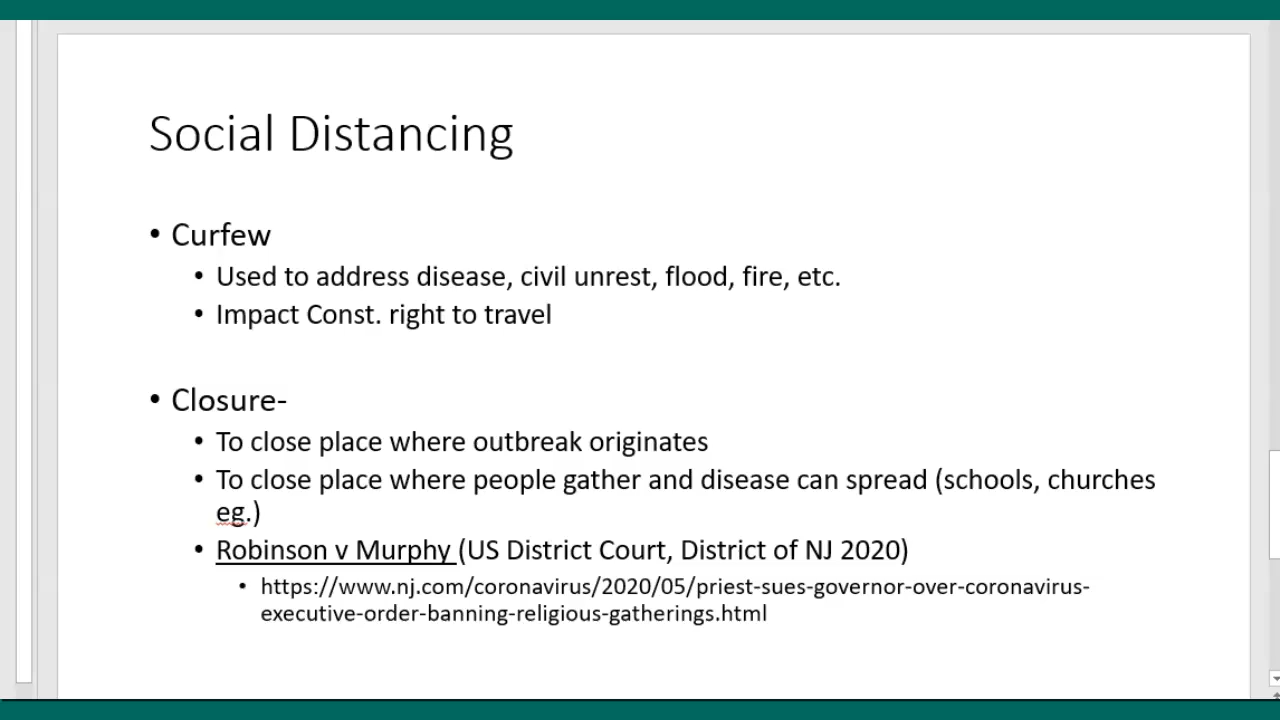 Social Distancing
• Curfew
• Used to address disease, civil unrest, flood, fire, etc.
• Impact Const. right to travel
• Closure-
• To close place where outbreak originates
• To close place where people gather and disease can spread (schools, churches
eg.)
• Robinson v Murphy (US District Court, District of NJ 2020)
• https://www.nj.com/coronavirus/2020/05/priest-sues-governor-over-coronavirus-
executive-order-banning-religious-gatherings.html